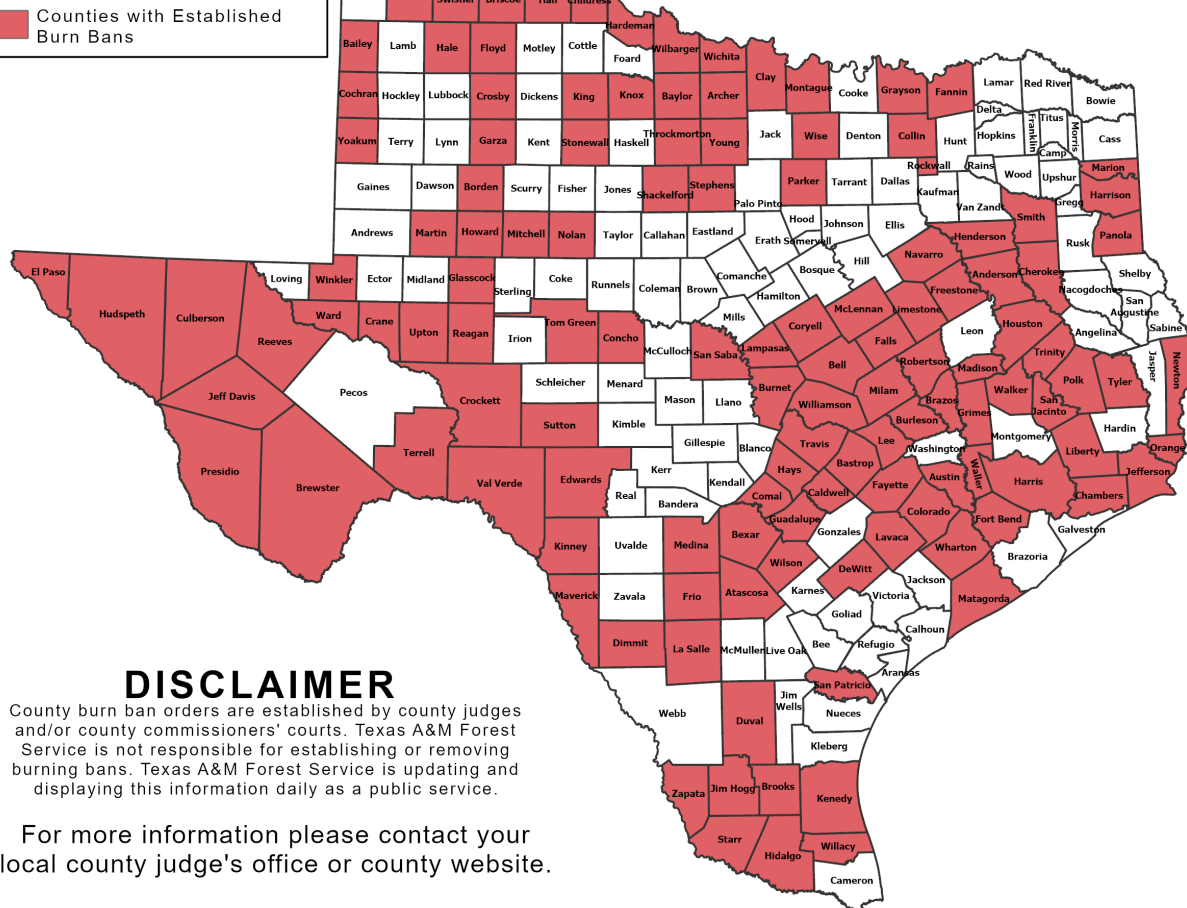 Counties with Established
Burn Bans
Swisher Briscoe Hall Childress
Hardeman
Bailey Lamb Hale Floyd Motley Cottle Foard Wilbarger Wichita
Clay Montague Cooke Grayson Fannin Lamar Red River Bowie
Cochran Hockley Lubbock Crosby Dickens King Knox Baylor Archer
Delta Titus Franklin Morris Cass
Yoakum Terry Lynn Garza Kent Stonewall Haskell Throckmorton Young Jack Wise Denton Collin Hunt Hopkins
Camp
Rockwall Rains Wood Upshur Marion
Gaines Dawson Borden Scurry Fisher Jones Shackelford Stephens Palo Pinto Parker Tarrant Dallas Kaufman Van Zandt Gregg Harrison
Andrews Martin Howard Mitchell Nolan Taylor Callahan Eastland Erath Hood Somervell Johnson Ellis Henderson Smith Rusk Panola
El Paso Hudspeth Culberson Reeves Loving Winkler Ector Midland Glasscock Sterling Coke Runnels Coleman Brown Comanche Hamilton Bosque Hill Navarro Freestone Anderson Cherokee Nacogdoches Shelby
San
Augustine
Sabine
Ward Crane Upton Reagan Irion Tom Green Concho McCulloch San Saba Mills Lampasas Coryell McLennan Limestone Falls Leon Houston Angelina
Jeff Davis Pecos Crockett Schleicher Menard Mason Llano Burnet Bell Milam Robertson Madison Trinity Polk Tyler Jasper Newton
Williamson Brazos Grimes Walker
San
Jacinto
Presidio Brewster Terrell Val Verde Sutton Kimble Gillespie Blanco Travis Lee Burleson Washington Montgomery Hardin Orange
Edwards Real Kerr Kendall Bandera Hays Comal Bastrop Caldwell Fayette Austin Waller Harris Liberty Chambers Jefferson
Kinney Uvalde Medina Bexar Guadalupe Gonzales Lavaca Colorado Wharton Fort Bend Brazoria Galveston
Maverick Zavala Frio Atascosa Wilson Karnes DeWitt Victoria Jackson Matagorda
Dimmit La Salle McMullen Live Oak Bee Goliad Refugio Calhoun
Aransas
San Patricio
Webb Duval
Jim
Wells
Nueces
Kleberg
Zapata Jim Hogg Brooks Kenedy
Starr Hidalgo Willacy
Cameron
DISCLAIMER
County burn ban orders are established by county judges
and/or county commissioners' courts. Texas A&M Forest
Service is not responsible for establishing or removing
burning bans. Texas A&M Forest Service is updating and
displaying this information daily as a public service.
For more information please contact your
local county judge's office or county website.